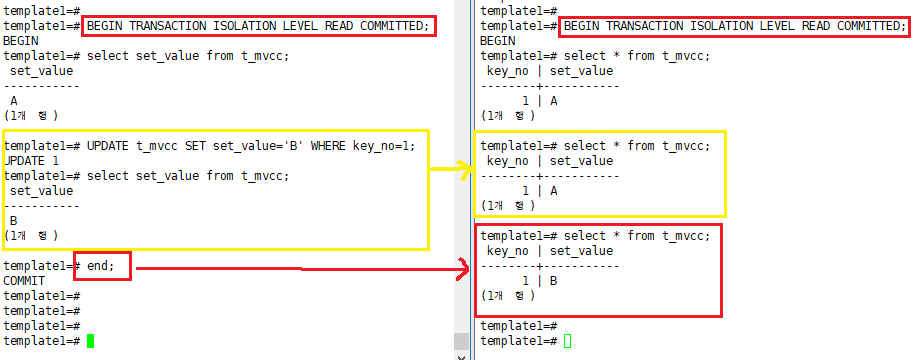 template1=#
template1=# BEGIN TRANSACTION ISOLATION LEVEL READ COMMITTED;
BEGIN
template1=# select set_value from t_mvcc;
 set_value
-----------
 A
(1개 행)

template1=# UPDATE t_mvcc SET set_value='B' WHERE key_no=1;
UPDATE 1
template1=# select set_value from t_mvcc;
 set_value
-----------
 B
(1개 행)

template1=# end;
COMMIT
template1=#
template1=#
template1=#
template1=#

template1=#
template1=# BEGIN TRANSACTION ISOLATION LEVEL READ COMMITTED;
BEGIN
template1=# select * from t_mvcc;
 key_no | set_value
--------+-----------
      1 | A
(1개 행)

template1=# select * from t_mvcc;
 key_no | set_value
--------+-----------
      1 | A
(1개 행)

template1=# select * from t_mvcc;
 key_no | set_value
--------+-----------
      1 | B
(1개 행)

template1=#
template1=#